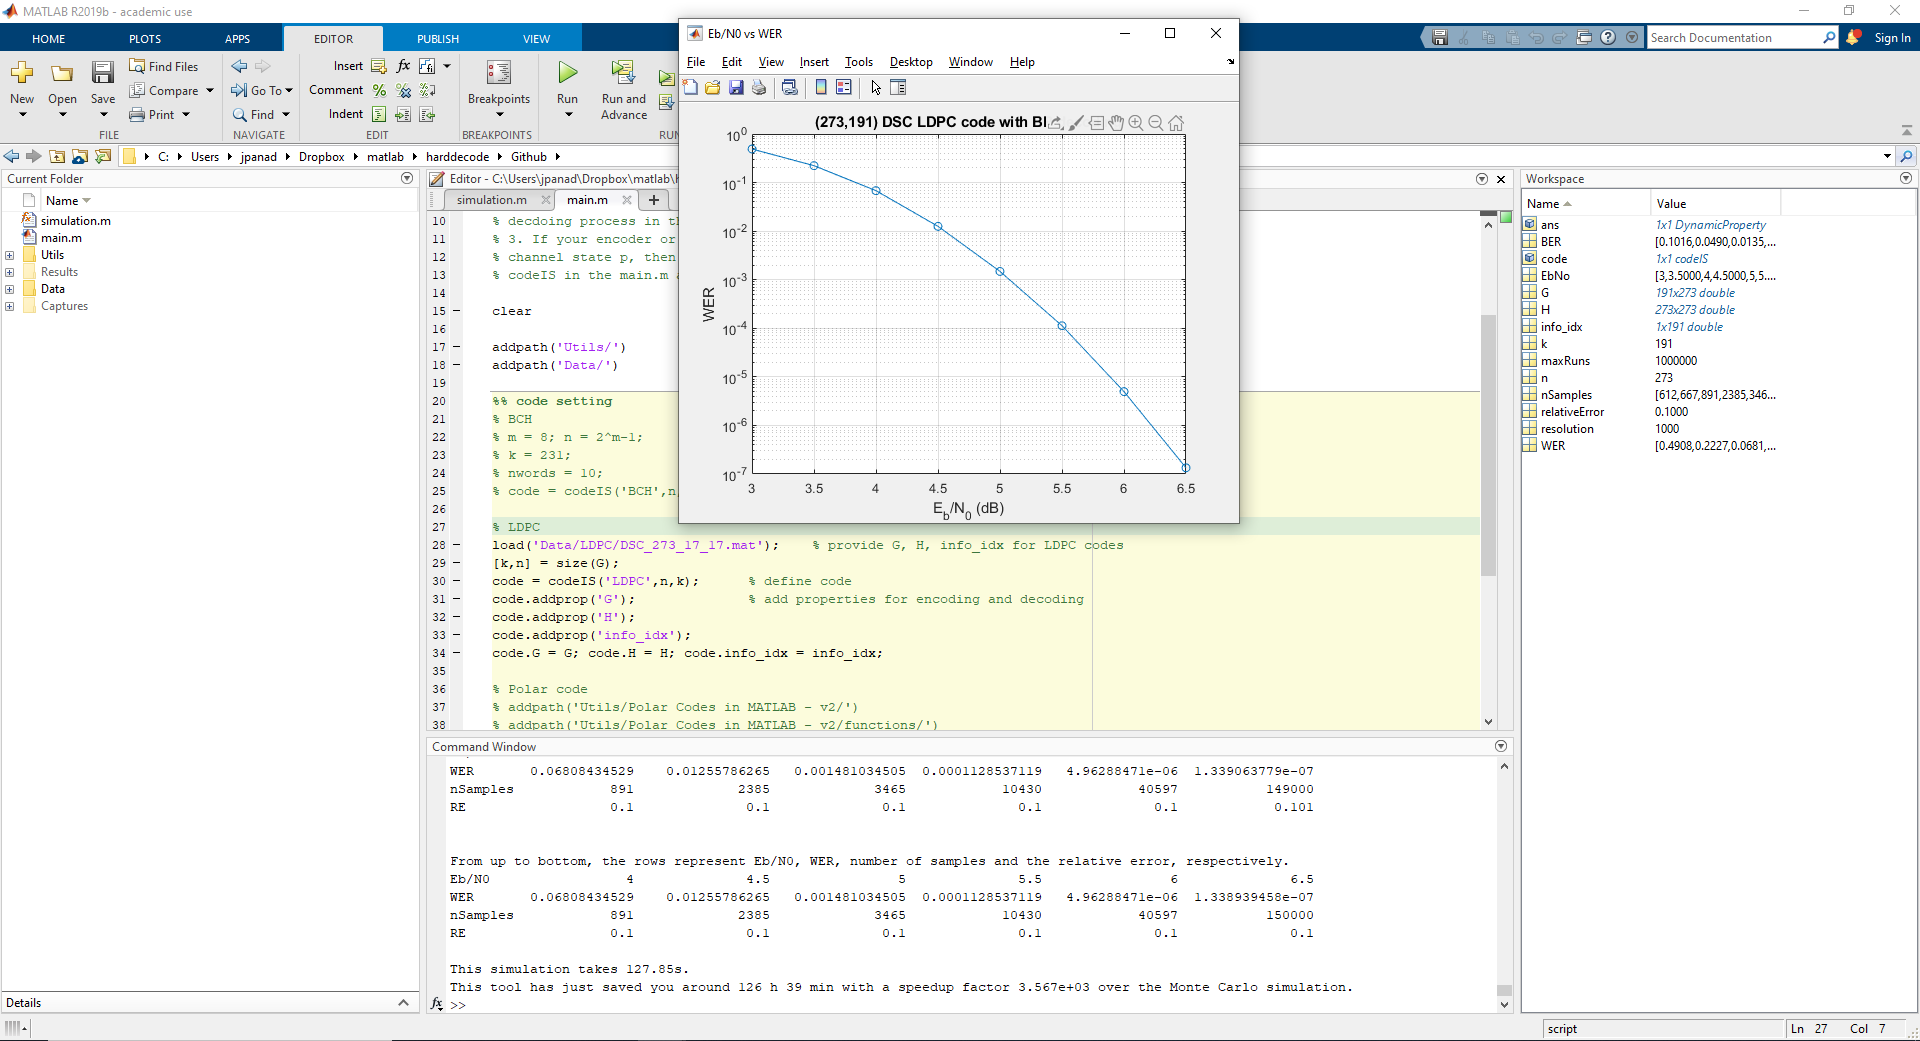 MATLAB R2019b - academic use
HOME PLOTS APPS EDITOR PUBLISH VIEW
Search Documentation
Sign In
New
Open
Save
Find Files
Compare
Print
FILE
Go To
Find
NAVIGATE
Insert
Comment
Indent
EDIT
Breakpoints
BREAKPOINTS
Run
Run and
Advance
C: Users jpanad Dropbox matlab harddecode Github
Current Folder
Name
simulation.m
main.m
Utils
Results
Data
Captures
Details
Editor - C:\Users\jpanad\Dropbox\matlab\
simulation.m main.m
10 % decdoing process in
11 % 3. If your encoder or
12 % channel state p, then
13 % codeIS in the main.m
14
15 clear
16
17 addpath('Utils/')
18 addpath('Data/')
19
20 %% code setting
21 % BCH
22 % m = 8; n = 2^m-1;
23 % k = 231;
24 % nwords = 10;
25 % code = codeIS('BCH',n
26
27 % LDPC
28 load('Data/LDPC/DSC_273_17_17.mat'); % provide G, H, info_idx for LDPC codes
29 [k,n] = size(G);
30 code = codeIS('LDPC',n,k); % define code
31 code.addprop('G'); % add properties for encoding and decoding
32 code.addprop('H');
33 code.addprop('info_idx');
34 code.G = G; code.H = H; code.info_idx = info_idx;
35
36 % Polar code
37 % addpath('Utils/Polar Codes in MATLAB - v2/')
38 % addpath('Utils/Polar Codes in MATLAB - v2/functions/')
Eb/N0 vs WER
File Edit View Insert Tools Desktop Window Help
(273,191) DSC LDPC code with
10^0
10^-1
10^-2
10^-3
10^-4
10^-5
10^-6
10^-7
WER
3 3.5 4 4.5 5 5.5 6 6.5
E_b/N_0 (dB)
Command Window
WER 0.06808434529 0.01255786265 0.001481034505 0.0001128537119 4.96288471e-06 1.339063779e-07
nSamples 891 2385 3465 10430 40597 149000
RE 0.1 0.1 0.1 0.1 0.1 0.101
From up to bottom, the rows represent Eb/N0, WER, number of samples and the relative error, respectively.
Eb/N0 4 4.5 5 5.5 6 6.5
WER 0.06808434529 0.01255786265 0.001481034505 0.0001128537119 4.96288471e-06 1.338939458e-07
nSamples 891 2385 3465 10430 40597 150000
RE 0.1 0.1 0.1 0.1 0.1 0.1
This simulation takes 127.85s.
This tool has just saved you around 126 h 39 min with a speedup factor 3.567e+03 over the Monte Carlo simulation.
fx >>
Workspace
Name Value
ans 1x1 DynamicProperty
BER [0.1016,0.0490,0.0135,...
code 1x1 codeIS
EbNo [3,3.5000,4,4.5000,5,5....
G 191x273 double
H 273x273 double
info_idx 1x191 double
k 191
maxRuns 1000000
n 273
nSamples [612,667,891,2385,346...
relativeError 0.1000
resolution 1000
WER [0.4908,0.2227,0.0681,...
script Ln 27 Col 7